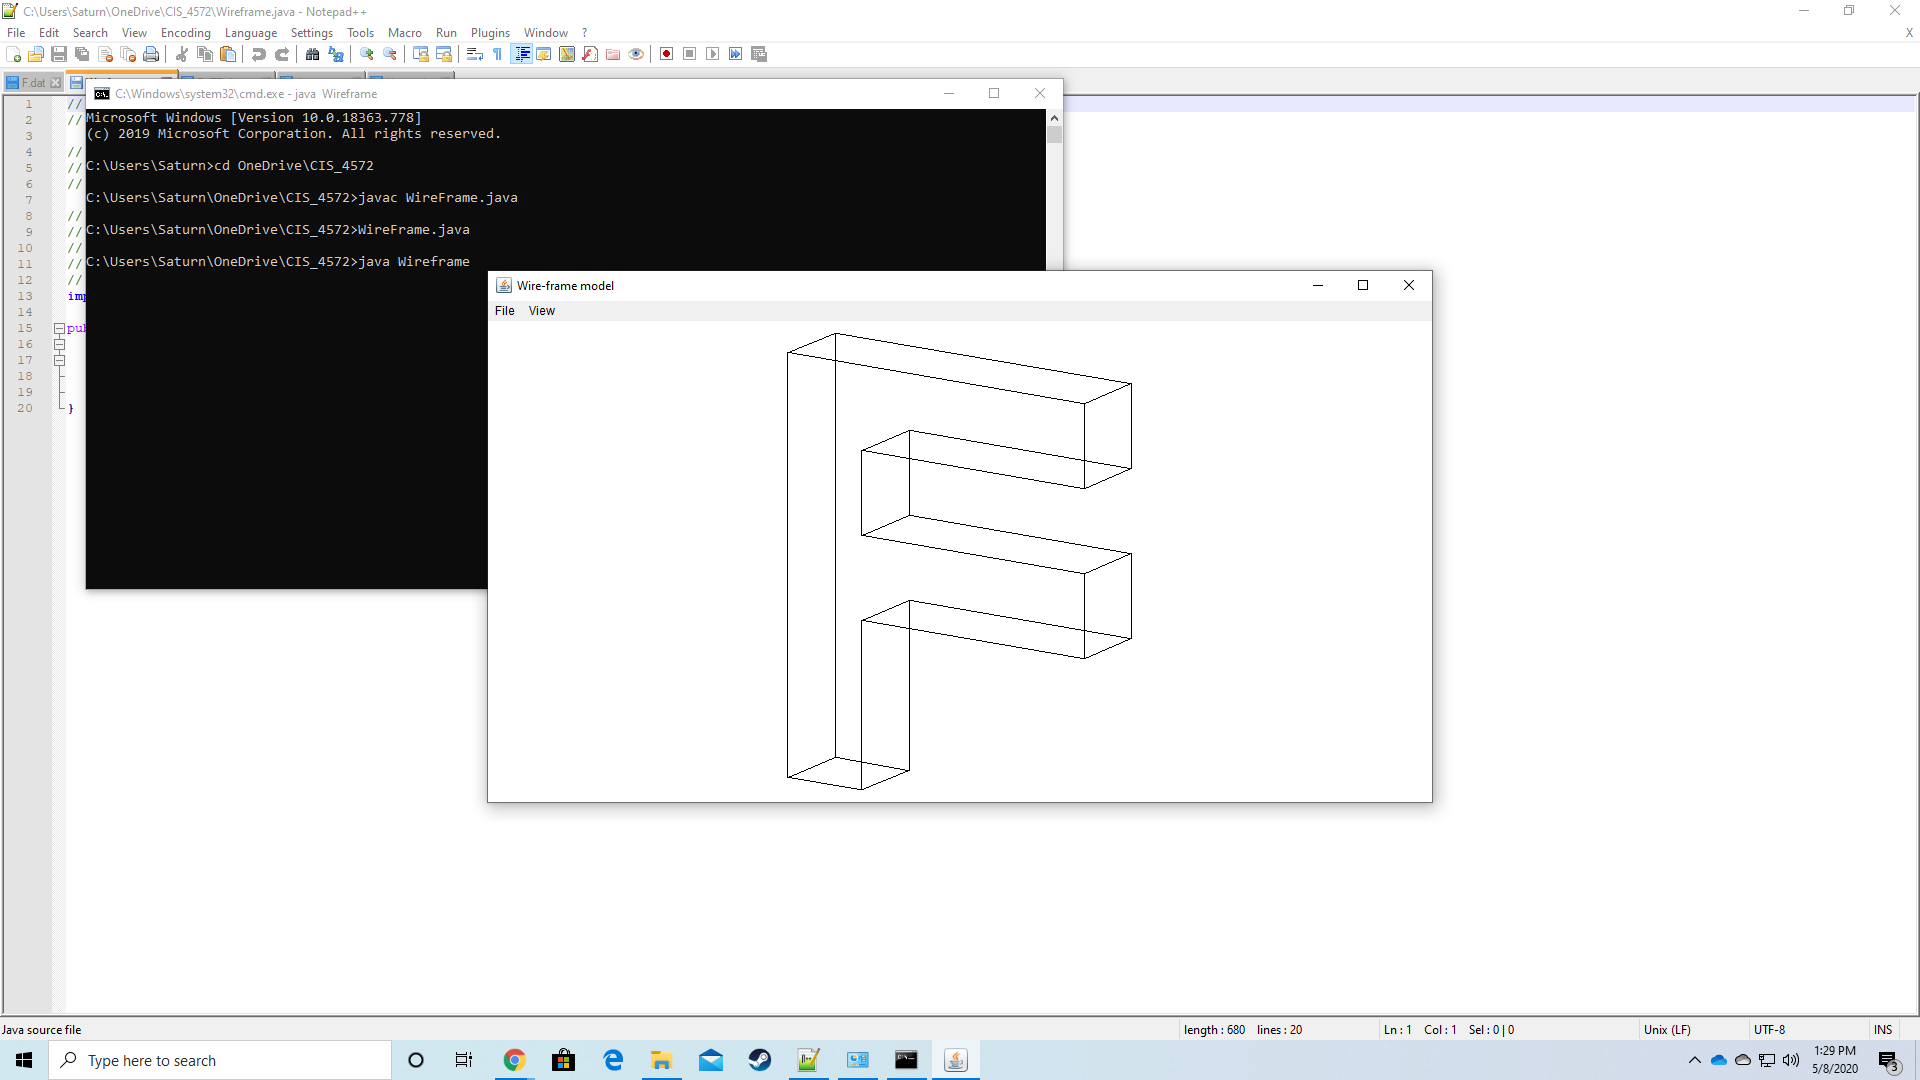 C:\Users\Saturn\OneDrive\CIS_4572\Wireframe.java - Notepad++
File Edit Search View Encoding Language Settings Tools Macro Run Plugins Window ? X
F.dat
C:\Windows\system32\cmd.exe - java  Wireframe
Microsoft Windows [Version 10.0.18363.778]
(c) 2019 Microsoft Corporation. All rights reserved.
C:\Users\Saturn>cd OneDrive\CIS_4572
C:\Users\Saturn\OneDrive\CIS_4572>javac WireFrame.java
C:\Users\Saturn\OneDrive\CIS_4572>WireFrame.java
C:\Users\Saturn\OneDrive\CIS_4572>java Wireframe
1 //
2 //
3
4 //
5 //
6 //
7
8 //
9 //
10 //
11 //
12 //
13
14
15
16
17
18
19
20 }
Wire-frame model
File View
Java source file length : 680 lines : 20 Ln : 1 Col : 1 Sel : 0 | 0 Unix (LF) UTF-8 INS
Type here to search
1:29 PM
5/8/2020
3